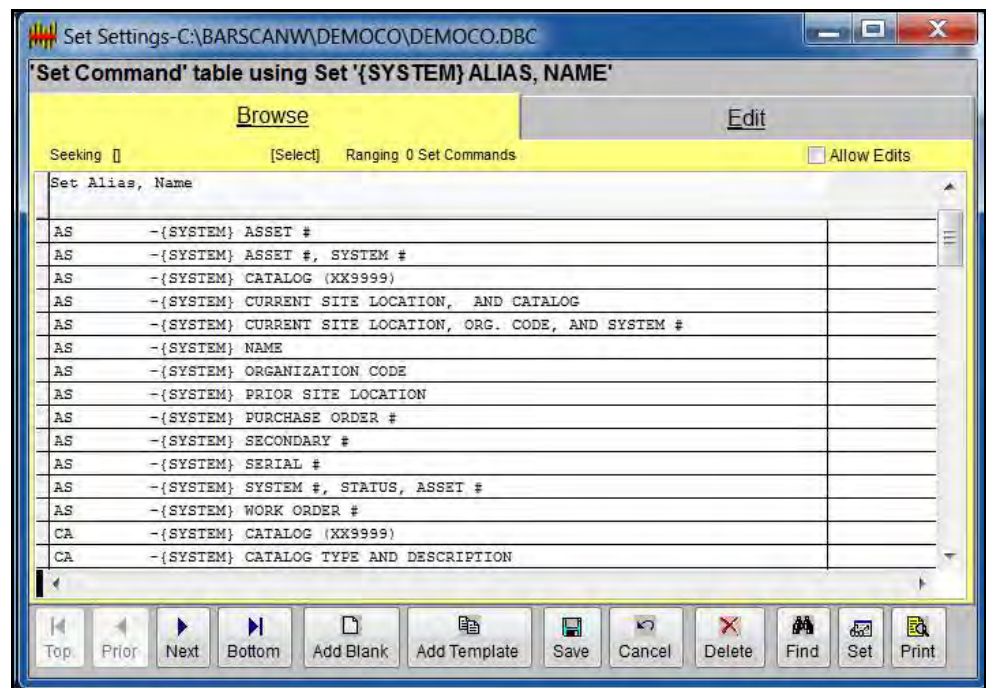 Set Settings-C:\BARSCANW\DEMOCO\DEMOCO.DBC
'Set Command' table using Set '{SYSTEM} ALIAS, NAME'
Browse Edit
Seeking [] [Select] Ranging 0 Set Commands Allow Edits
Set Alias, Name
AS -{SYSTEM} ASSET #
AS -{SYSTEM} ASSET #, SYSTEM #
AS -{SYSTEM} CATALOG (XX9999)
AS -{SYSTEM} CURRENT SITE LOCATION, AND CATALOG
AS -{SYSTEM} CURRENT SITE LOCATION, ORG. CODE, AND SYSTEM #
AS -{SYSTEM} NAME
AS -{SYSTEM} ORGANIZATION CODE
AS -{SYSTEM} PRIOR SITE LOCATION
AS -{SYSTEM} PURCHASE ORDER #
AS -{SYSTEM} SECONDARY #
AS -{SYSTEM} SERIAL #
AS -{SYSTEM} SYSTEM #, STATUS, ASSET #
AS -{SYSTEM} WORK ORDER #
CA -{SYSTEM} CATALOG (XX9999)
CA -{SYSTEM} CATALOG TYPE AND DESCRIPTION
Top Prior Next Bottom Add Blank Add Template Save Cancel Delete Find Set Print